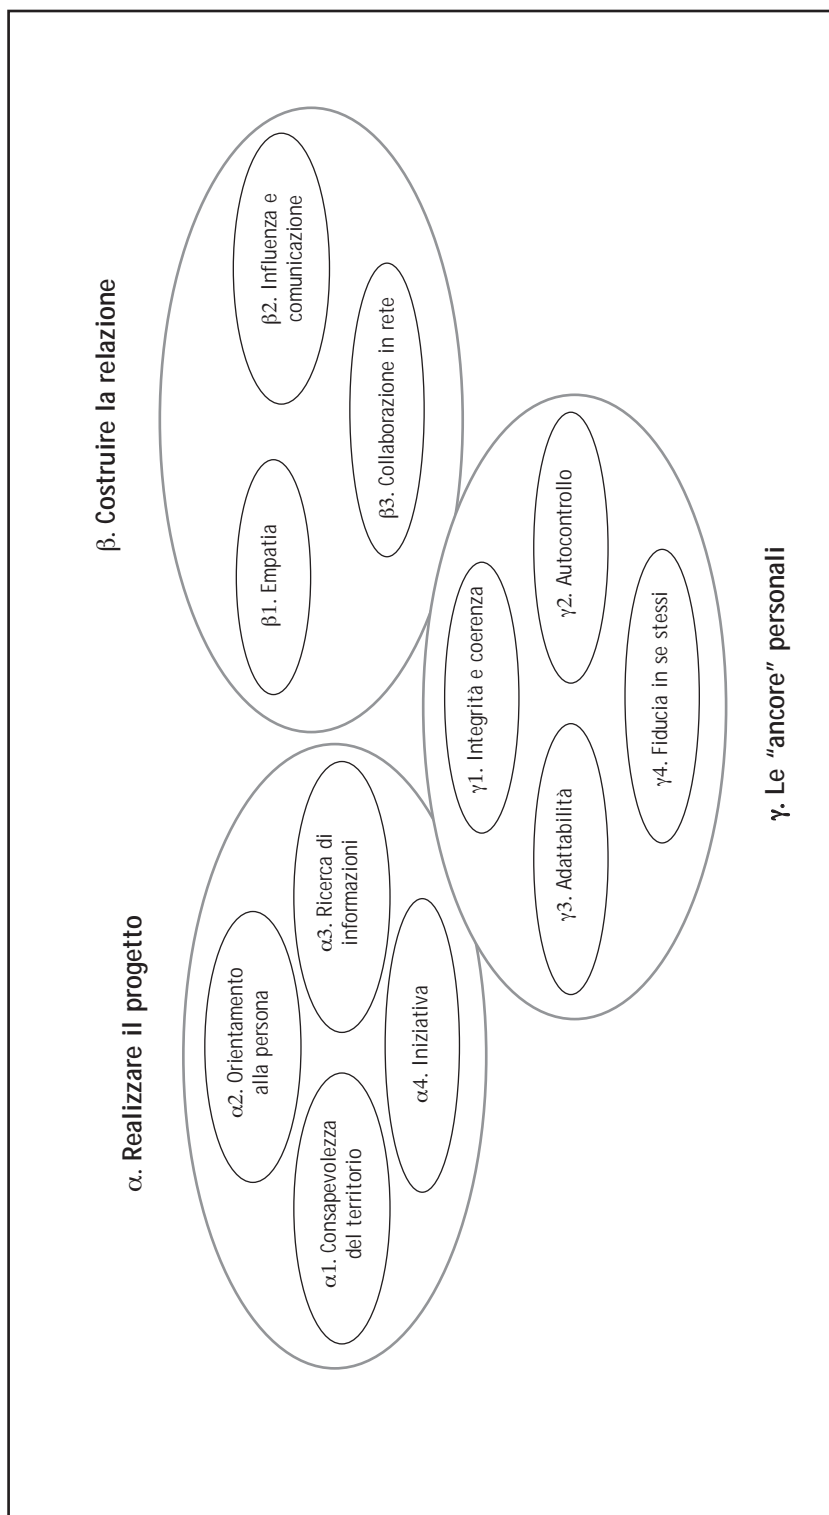 α. Realizzare il progetto
α1. Consapevolezza
del territorio
α2. Orientamento
alla persona
α3. Ricerca di
informazioni
α4. Iniziativa
β. Costruire la relazione
β1. Empatia
β2. Influenza e
comunicazione
β3. Collaborazione in rete
γ. Le "ancore" personali
γ1. Integrità e coerenza
γ2. Autocontrollo
γ3. Adattabilità
γ4. Fiducia in se stessi